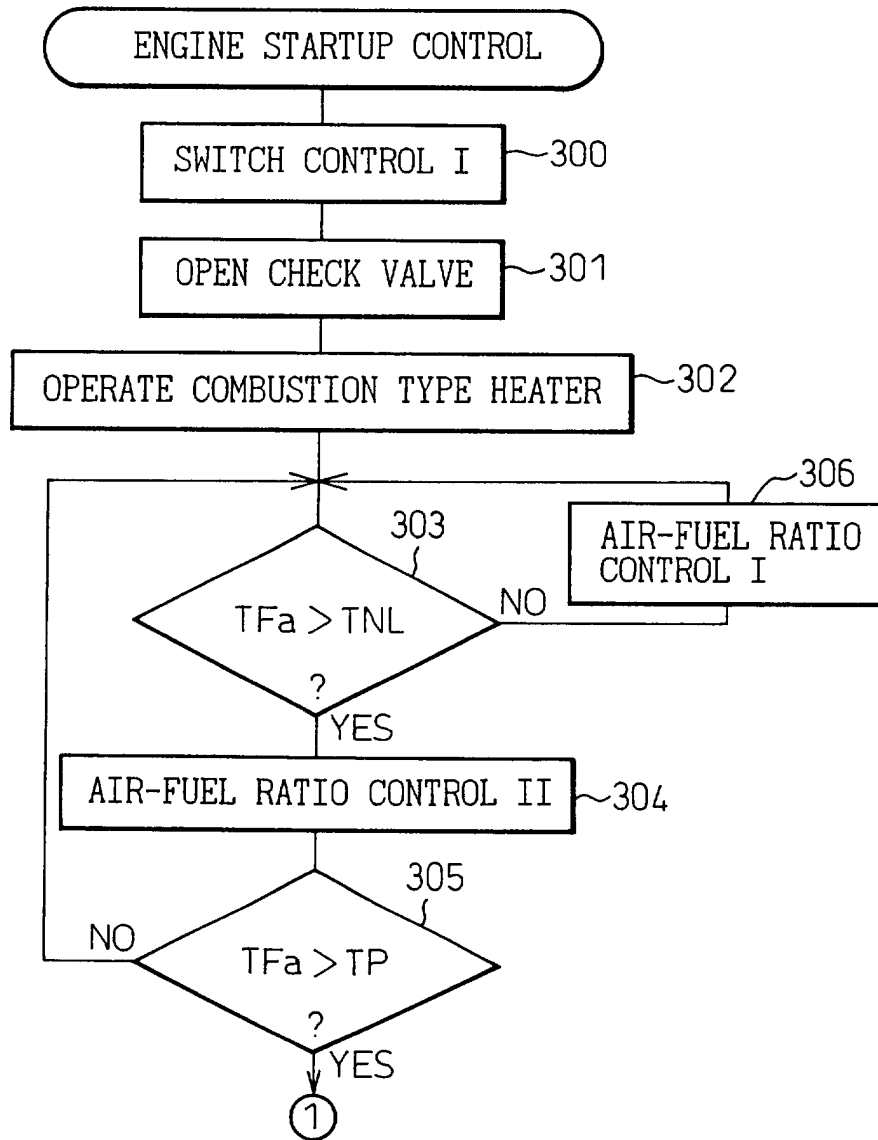 ENGINE STARTUP CONTROL
SWITCH CONTROL I
300
OPEN CHECK VALVE
301
OPERATE COMBUSTION TYPE HEATER
302
306
AIR-FUEL RATIO
CONTROL I
303
TFa > TNL
?
NO
YES
AIR-FUEL RATIO CONTROL II
304
305
NO
TFa > TP
?
YES
1